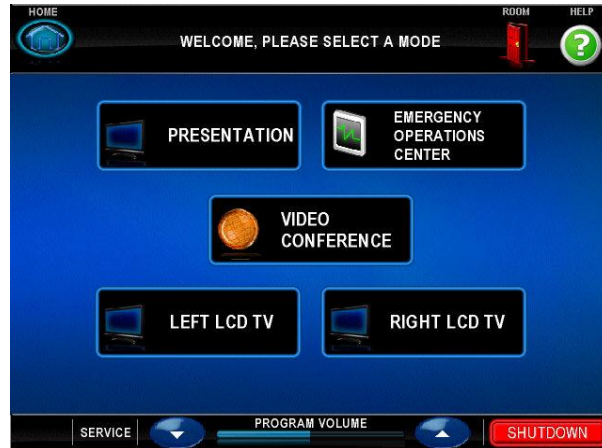 HOME
ROOM
HELP
WELCOME, PLEASE SELECT A MODE
?
PRESENTATION
EMERGENCY
OPERATIONS
CENTER
VIDEO
CONFERENCE
LEFT LCD TV
RIGHT LCD TV
SERVICE
PROGRAM VOLUME
SHUTDOWN